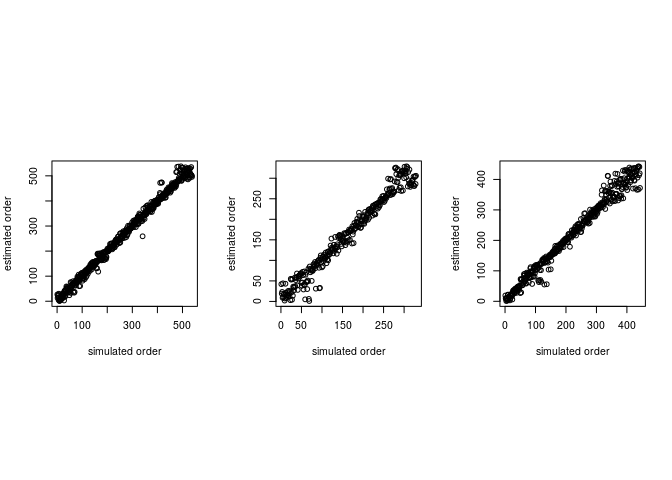 estimated order
500
300
100
0
0 100 300 500
simulated order
estimated order
250
150
50
0
0 50 150 250
simulated order
estimated order
400
300
200
100
0
0 100 200 300 400
simulated order